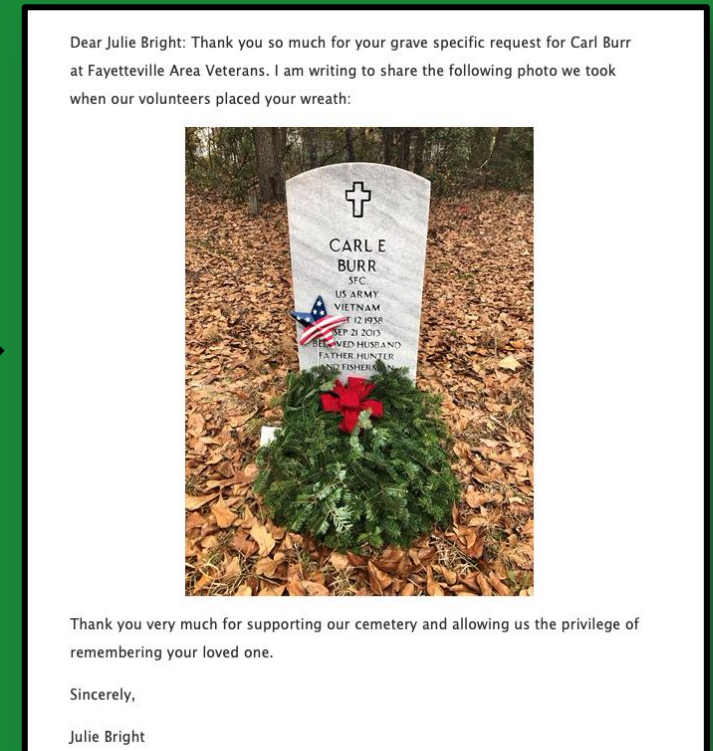 Dear Julie Bright: Thank you so much for your grave specific request for Carl Burr
at Fayetteville Area Veterans. I am writing to share the following photo we took
when our volunteers placed your wreath:
CARL E
BURR
SFC
US ARMY
VIETNAM
T 12 1938
SEP 21 2013
HUSBAND
FATHER HUNTER
Thank you very much for supporting our cemetery and allowing us the privilege of
remembering your loved one.
Sincerely,
Julie Bright